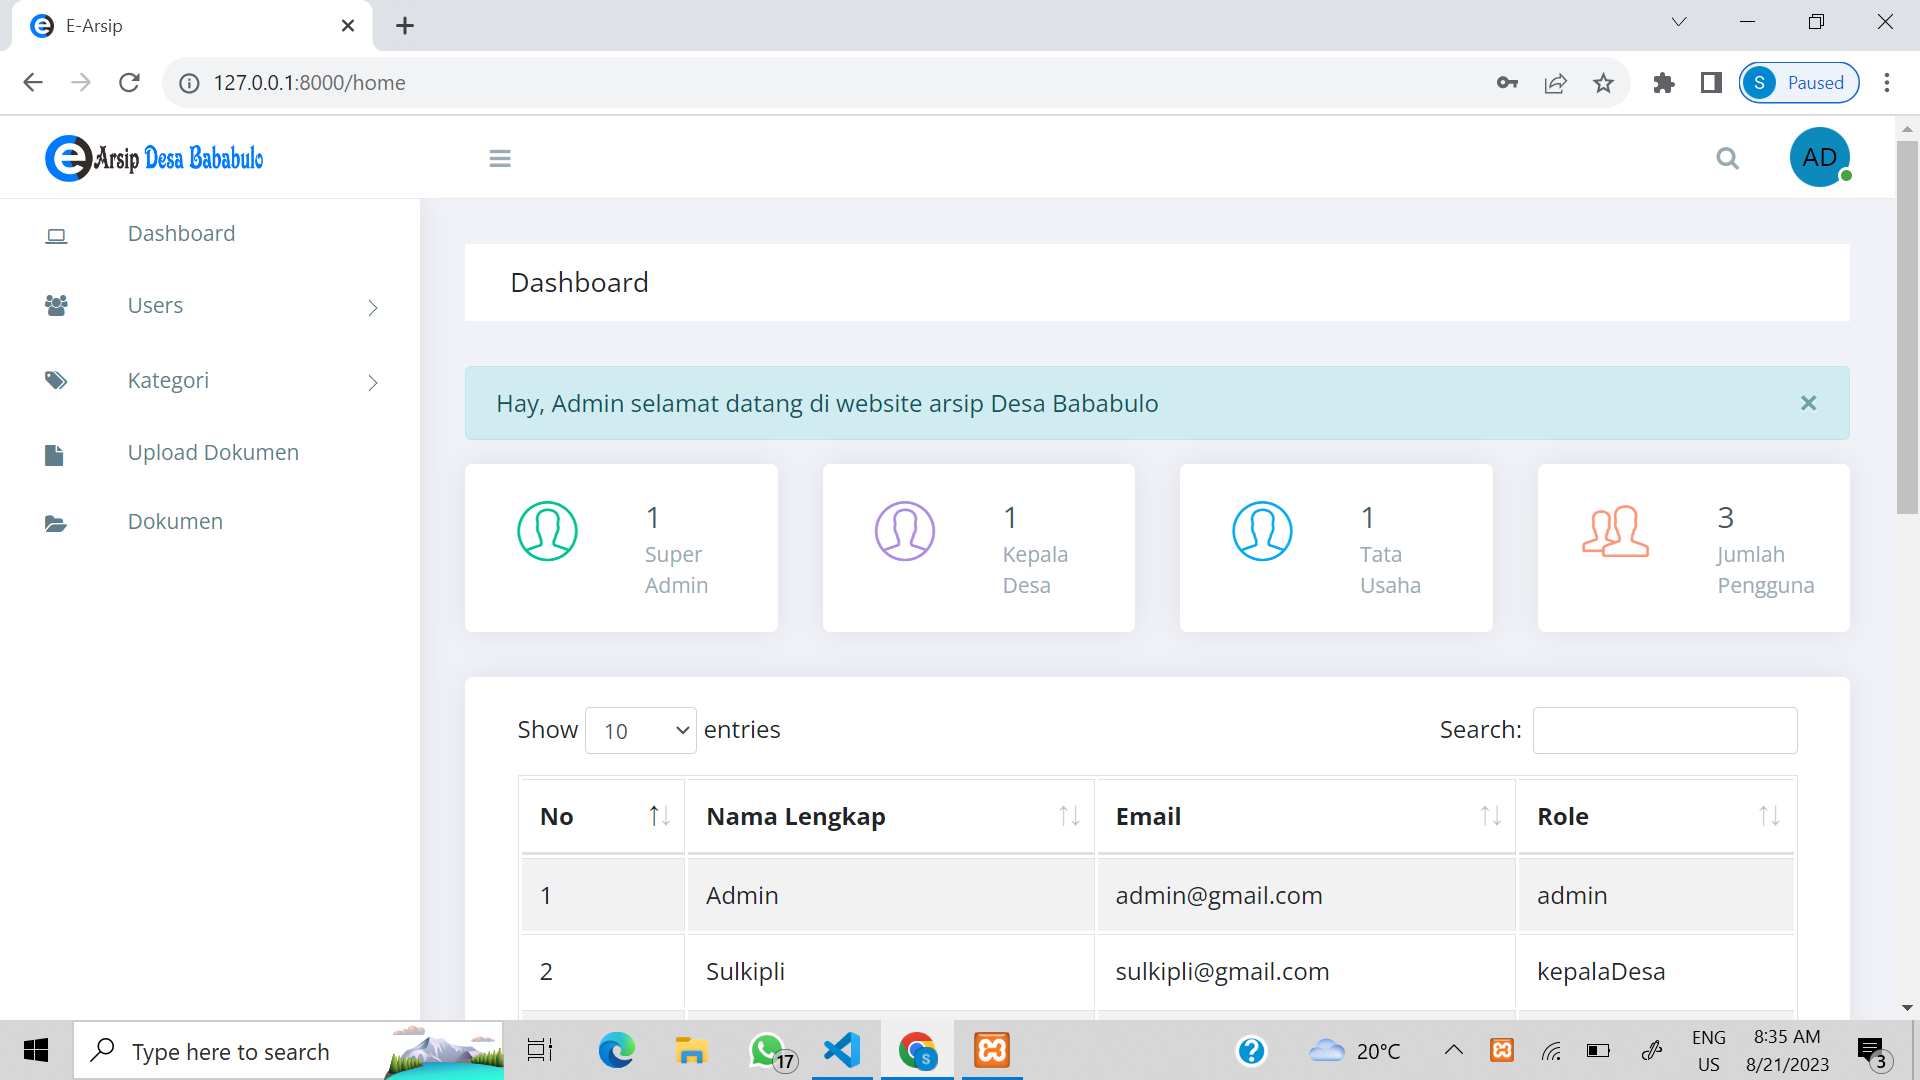 E-Arsip
127.0.0.1:8000/home
S Paused
e Arsip Desa Bababulo
AD
Dashboard
Users
Kategori
Upload Dokumen
Dokumen
Dashboard
Hay, Admin selamat datang di website arsip Desa Bababulo
1
Super
Admin
1
Kepala
Desa
1
Tata
Usaha
3
Jumlah
Pengguna
Show 10 entries
Search:
No Nama Lengkap Email Role
1 Admin admin@gmail.com admin
2 Sulkipli sulkipli@gmail.com kepalaDesa
Type here to search
17
S
20°C
ENG
US
8:35 AM
8/21/2023
3